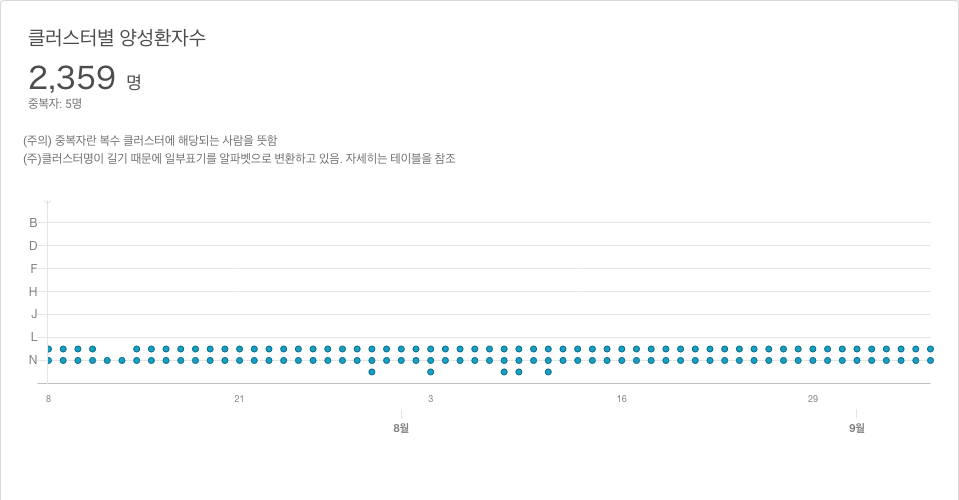 클러스터별 양성환자수
2,359 명
중복자: 5명
(주의) 중복자란 복수 클러스터에 해당되는 사람을 뜻함
(주)클러스터명이 길기 때문에 일부표기를 알파벳으로 변환하고 있음. 자세히는 테이블을 참조
B
D
F
H
J
L
N
8 21 3 16 29
8월 9월